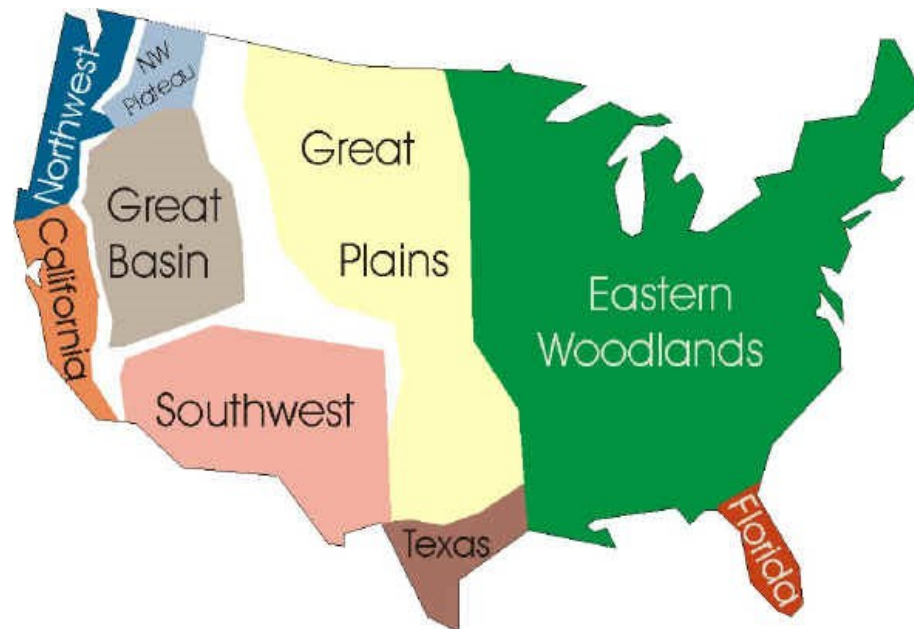 Northwest
NW
Plateau
Great
Basin
California
Great
Plains
Eastern
Woodlands
Southwest
Texas
Florida